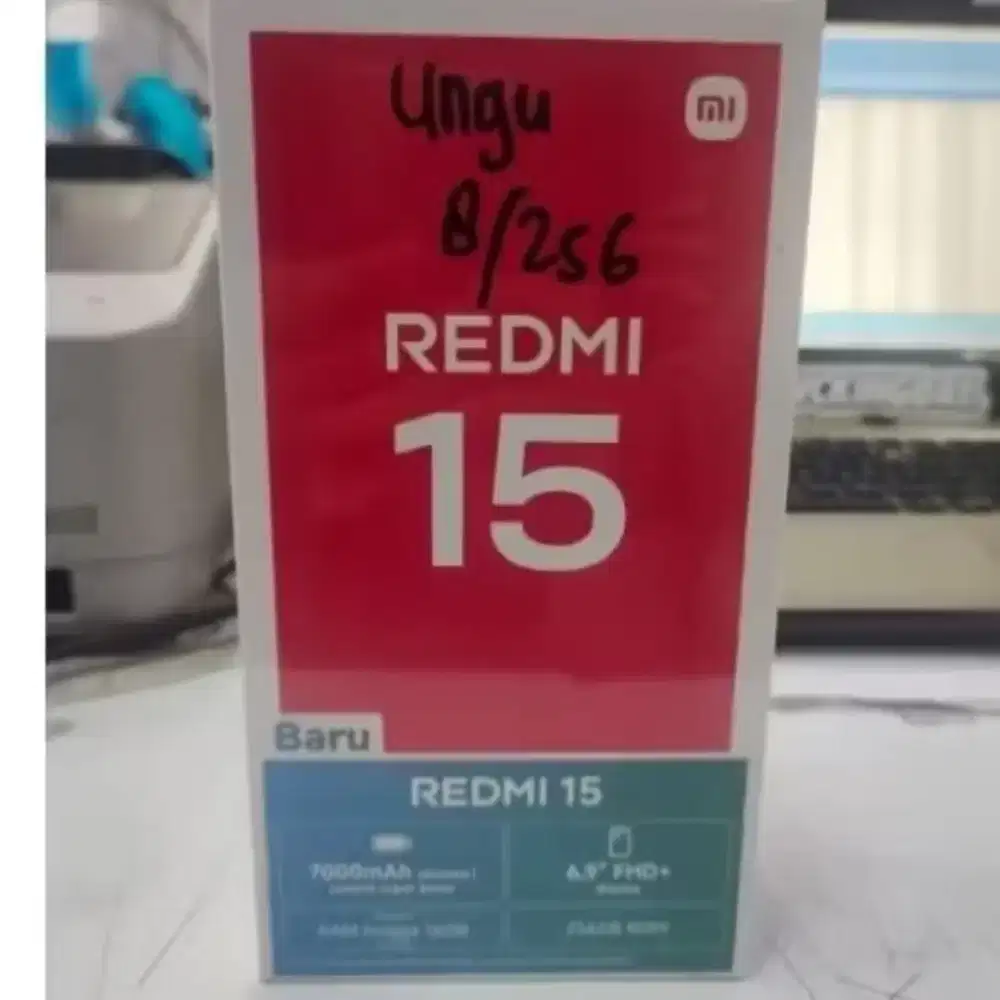 Ungu
mi
8/256
REDMI
15
Baru
REDMI 15
7000mAh
6.9" FHD+